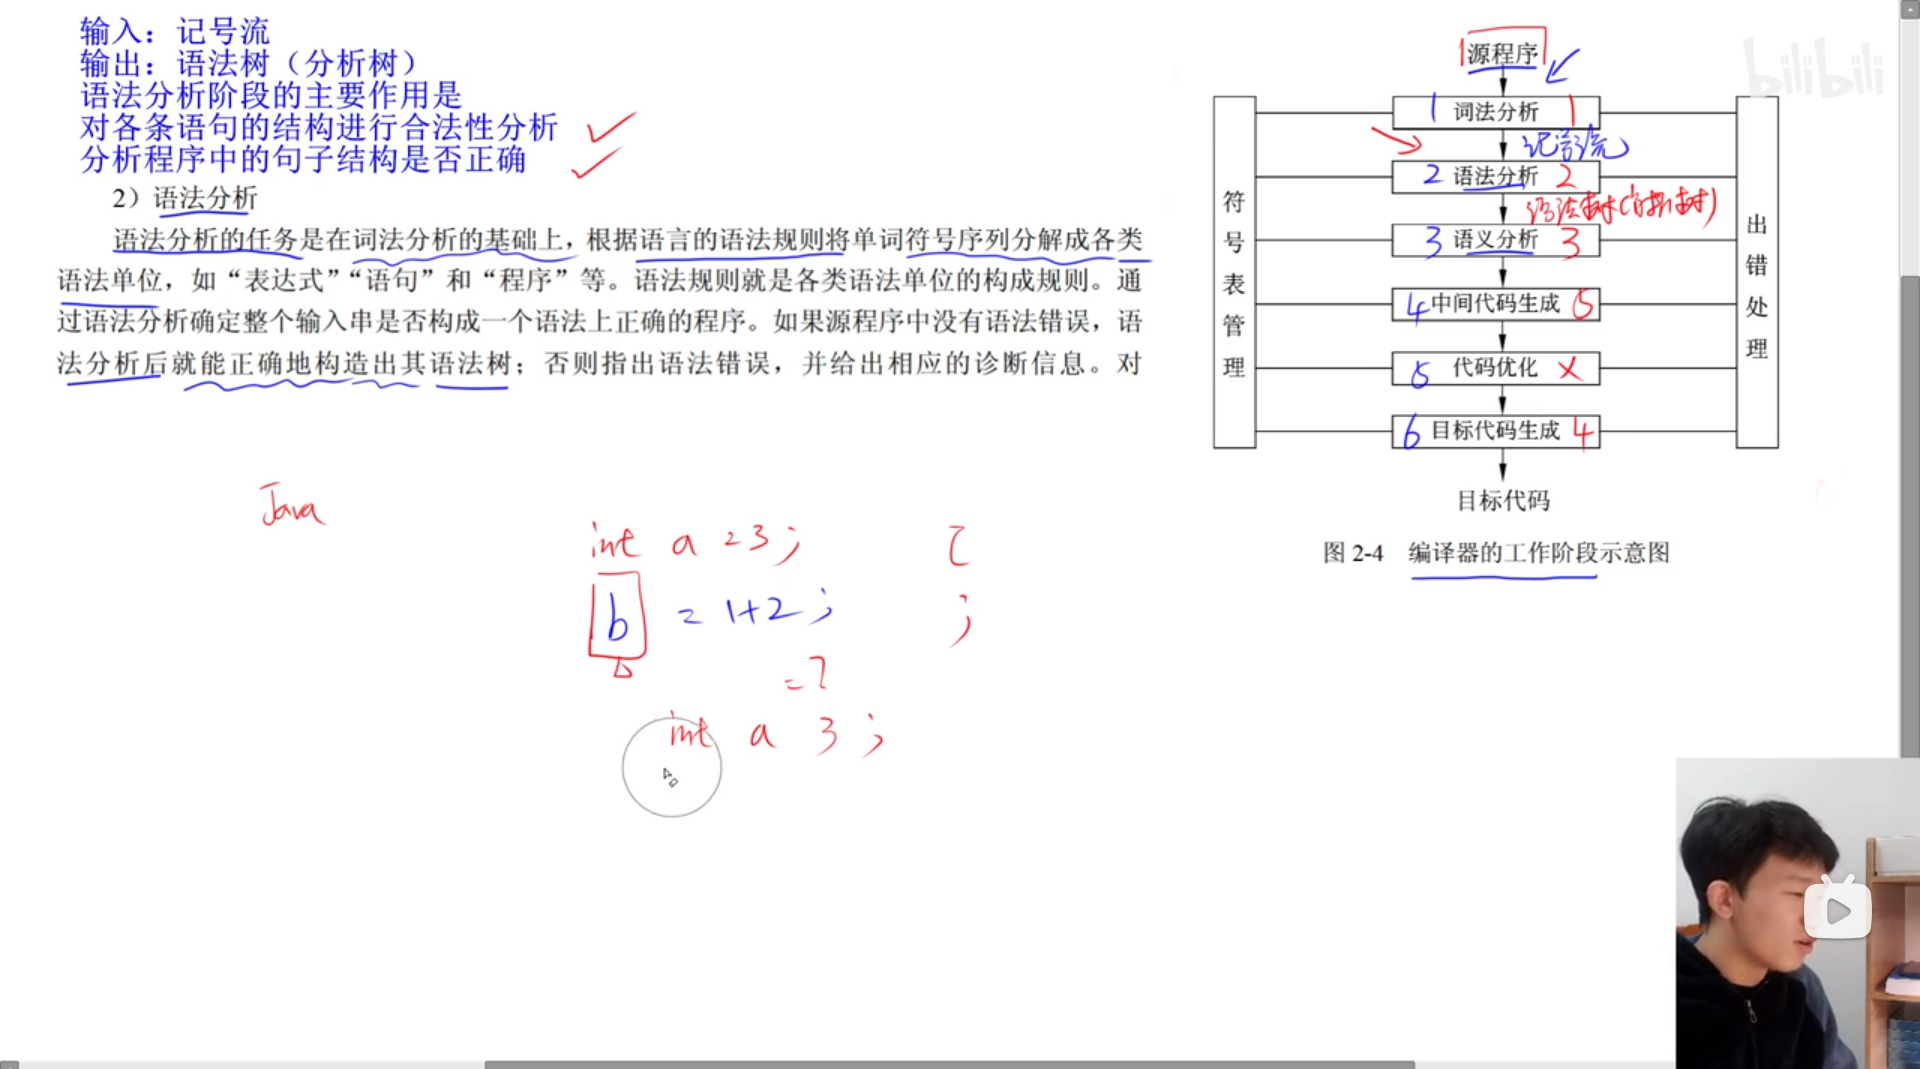 输入：记号流
输出：语法树（分析树）
语法分析阶段的主要作用是
对各条语句的结构进行合法性分析
分析程序中的句子结构是否正确
2）语法分析
语法分析的任务是在词法分析的基础上，根据语言的语法规则将单词符号序列分解成各类
语法单位，如“表达式”“语句”和“程序”等。语法规则就是各类语法单位的构成规则。通
过语法分析确定整个输入串是否构成一个语法上正确的程序。如果源程序中没有语法错误，语
法分析后就能正确地构造出其语法树；否则指出语法错误，并给出相应的诊断信息。对
Java
int a = 3 ;
b = 1+2 ;
;
= ?
int a 3 ;
bilibili
源程序
1 词法分析 1
记号流
2 语法分析 2
语法树(分析树)
3 语义分析 3
4 中间代码生成 5
5 代码优化 ×
6 目标代码生成 4
目标代码
符号表管理
出错处理
图 2-4 编译器的工作阶段示意图